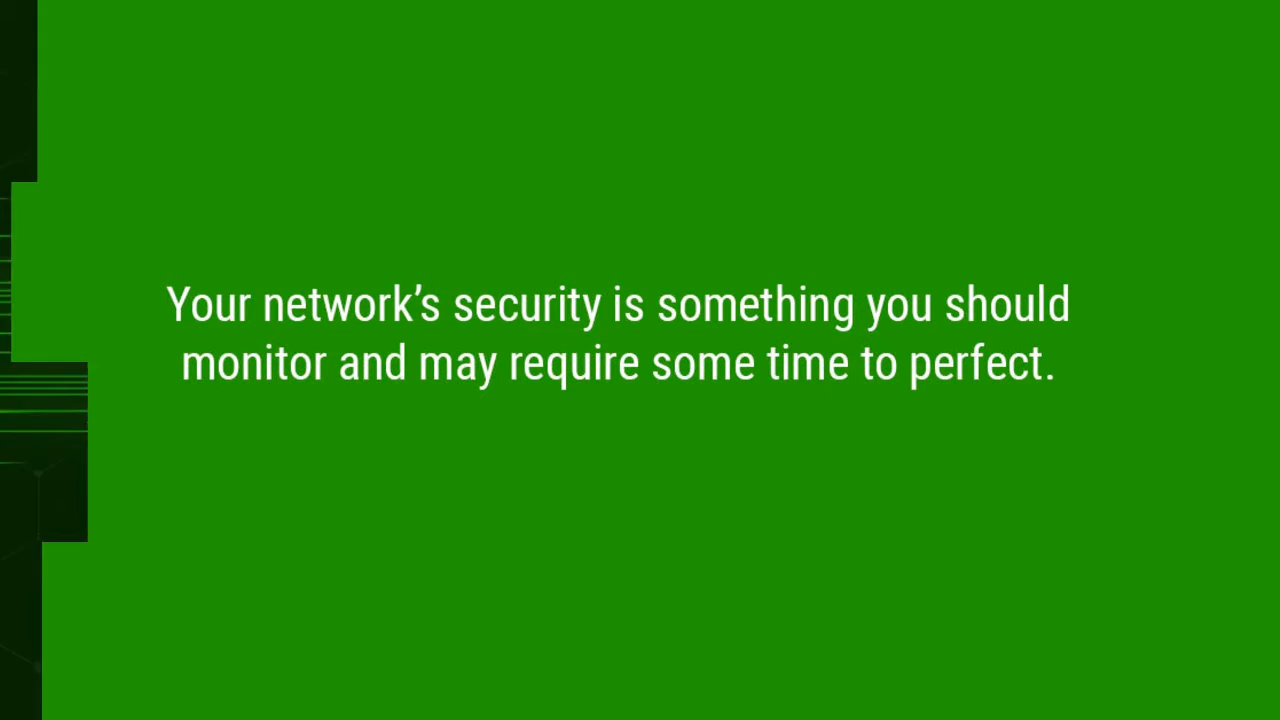 Your network’s security is something you should
monitor and may require some time to perfect.